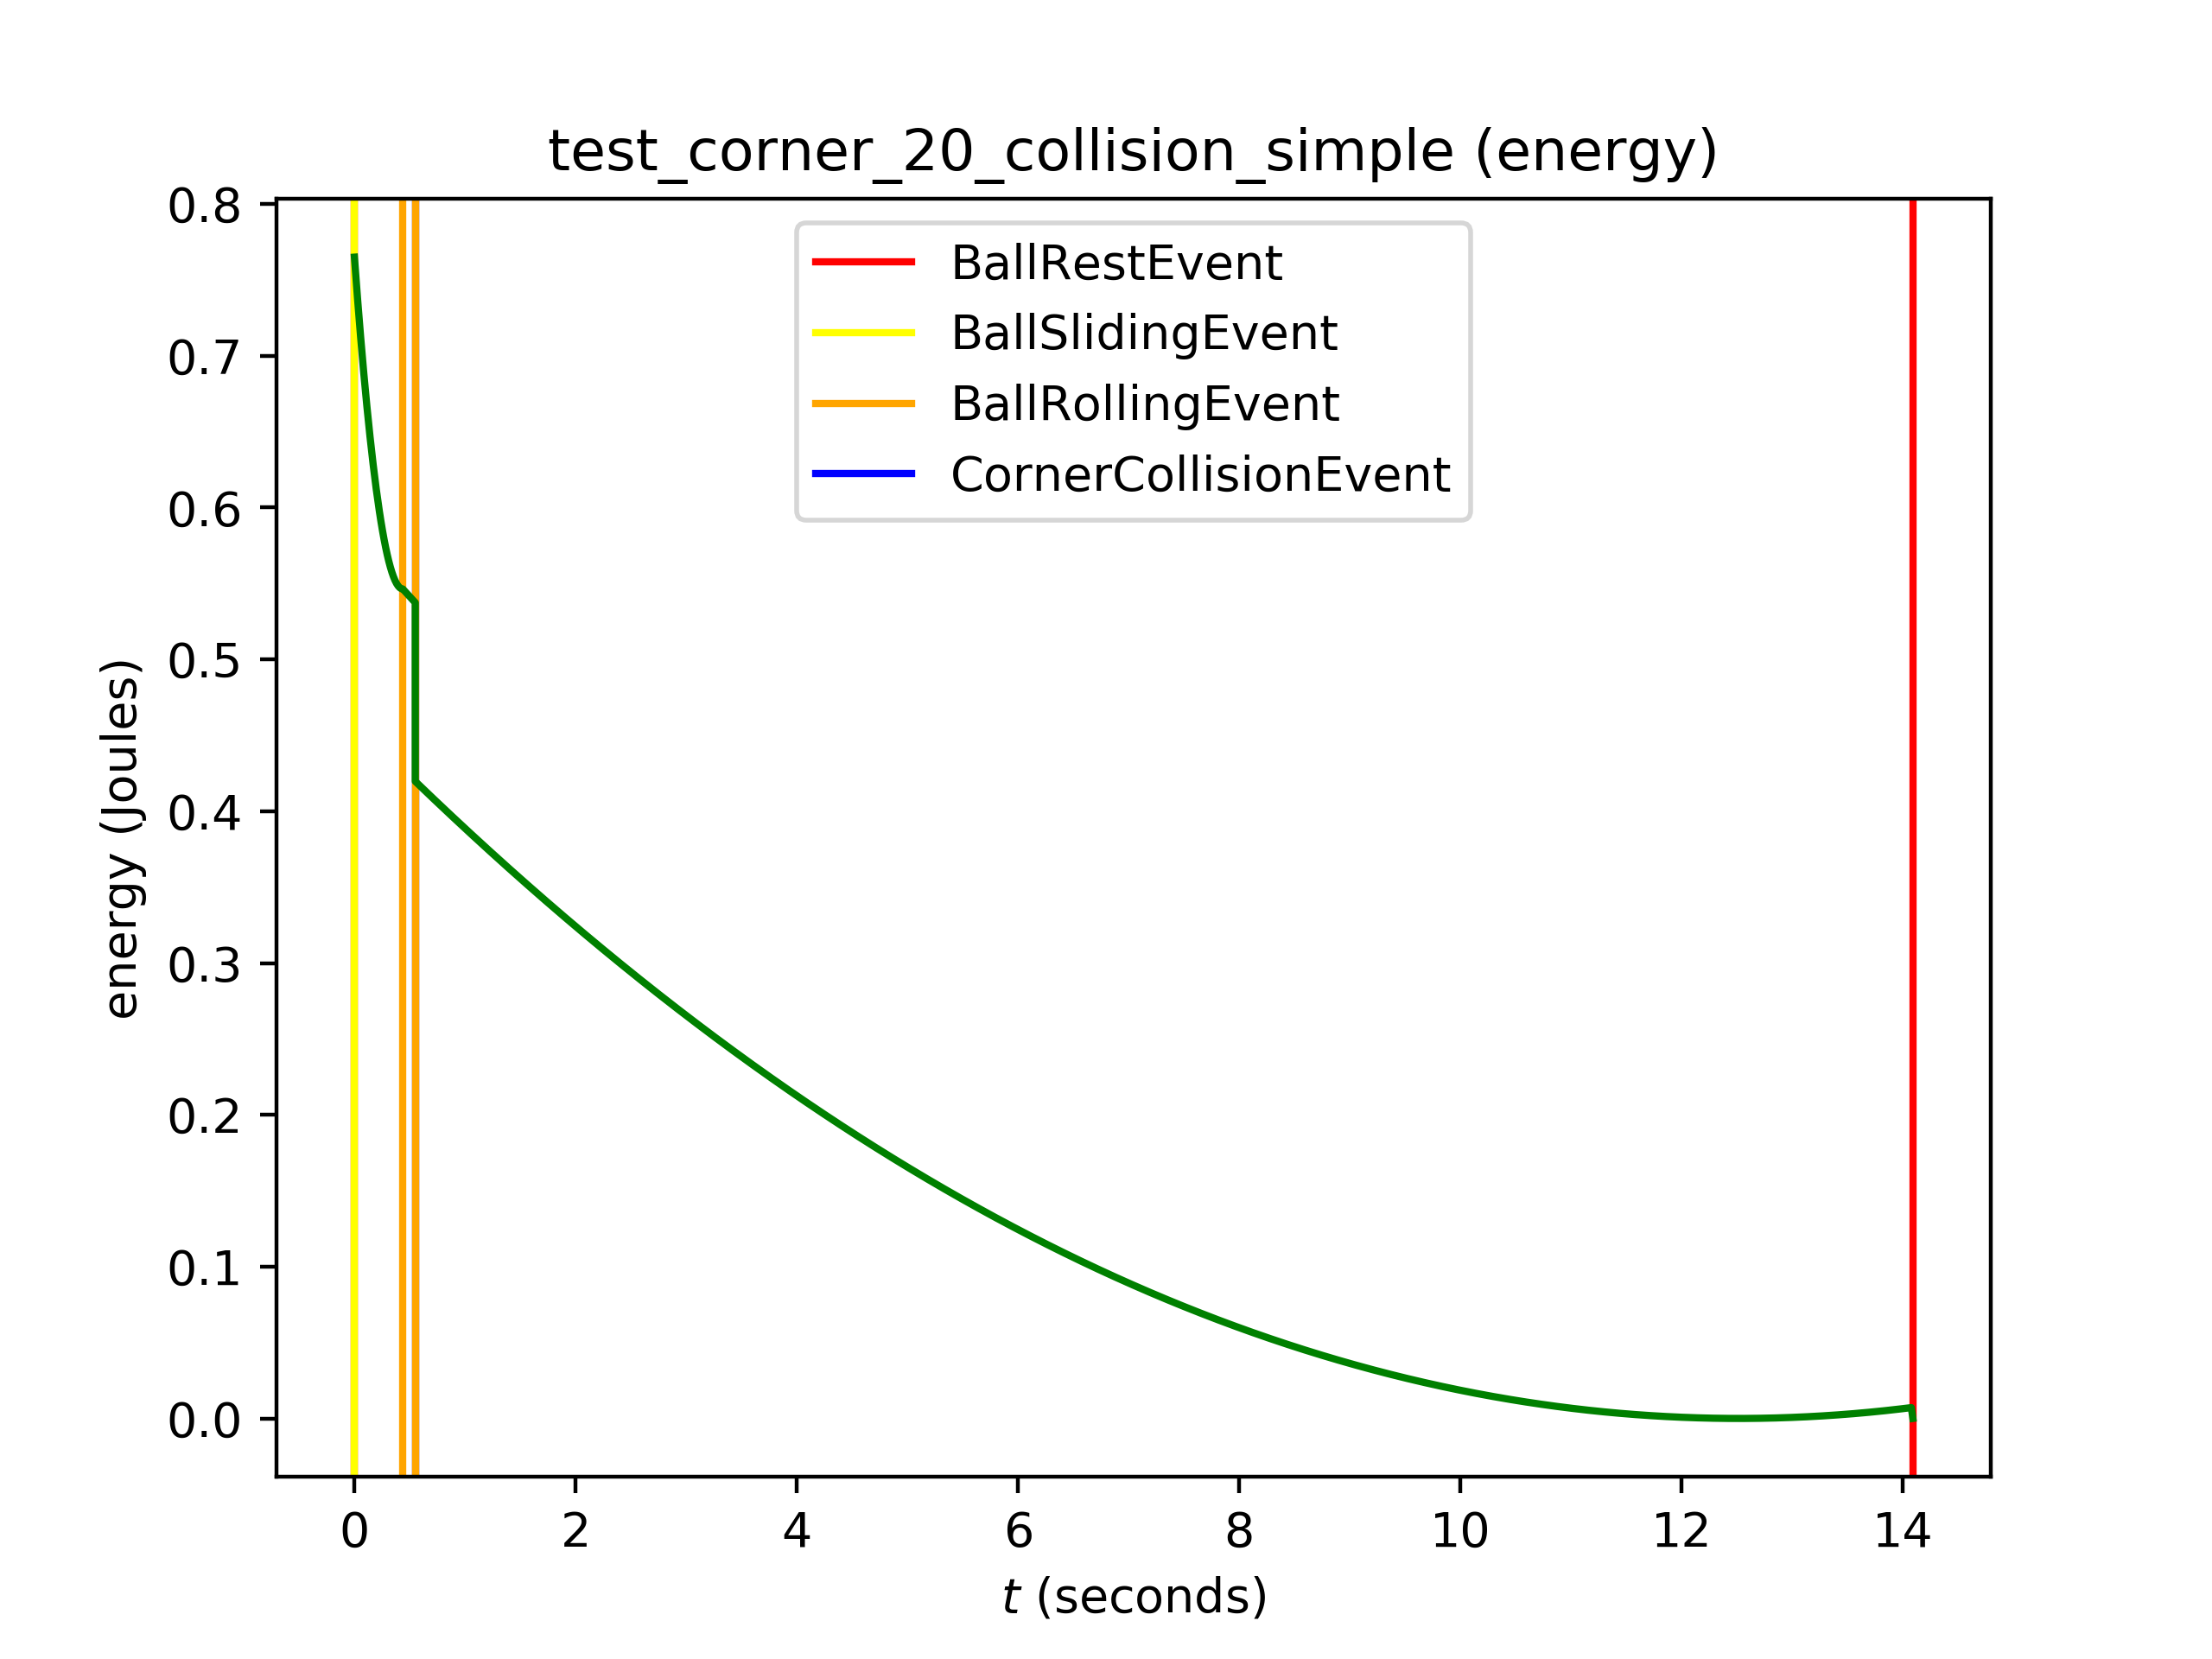 test_corner_20_collision_simple (energy)
0.8
0.7
0.6
0.5
0.4
0.3
0.2
0.1
0.0
energy (Joules)
BallRestEvent
BallSlidingEvent
BallRollingEvent
CornerCollisionEvent
0 2 4 6 8 10 12 14
t (seconds)